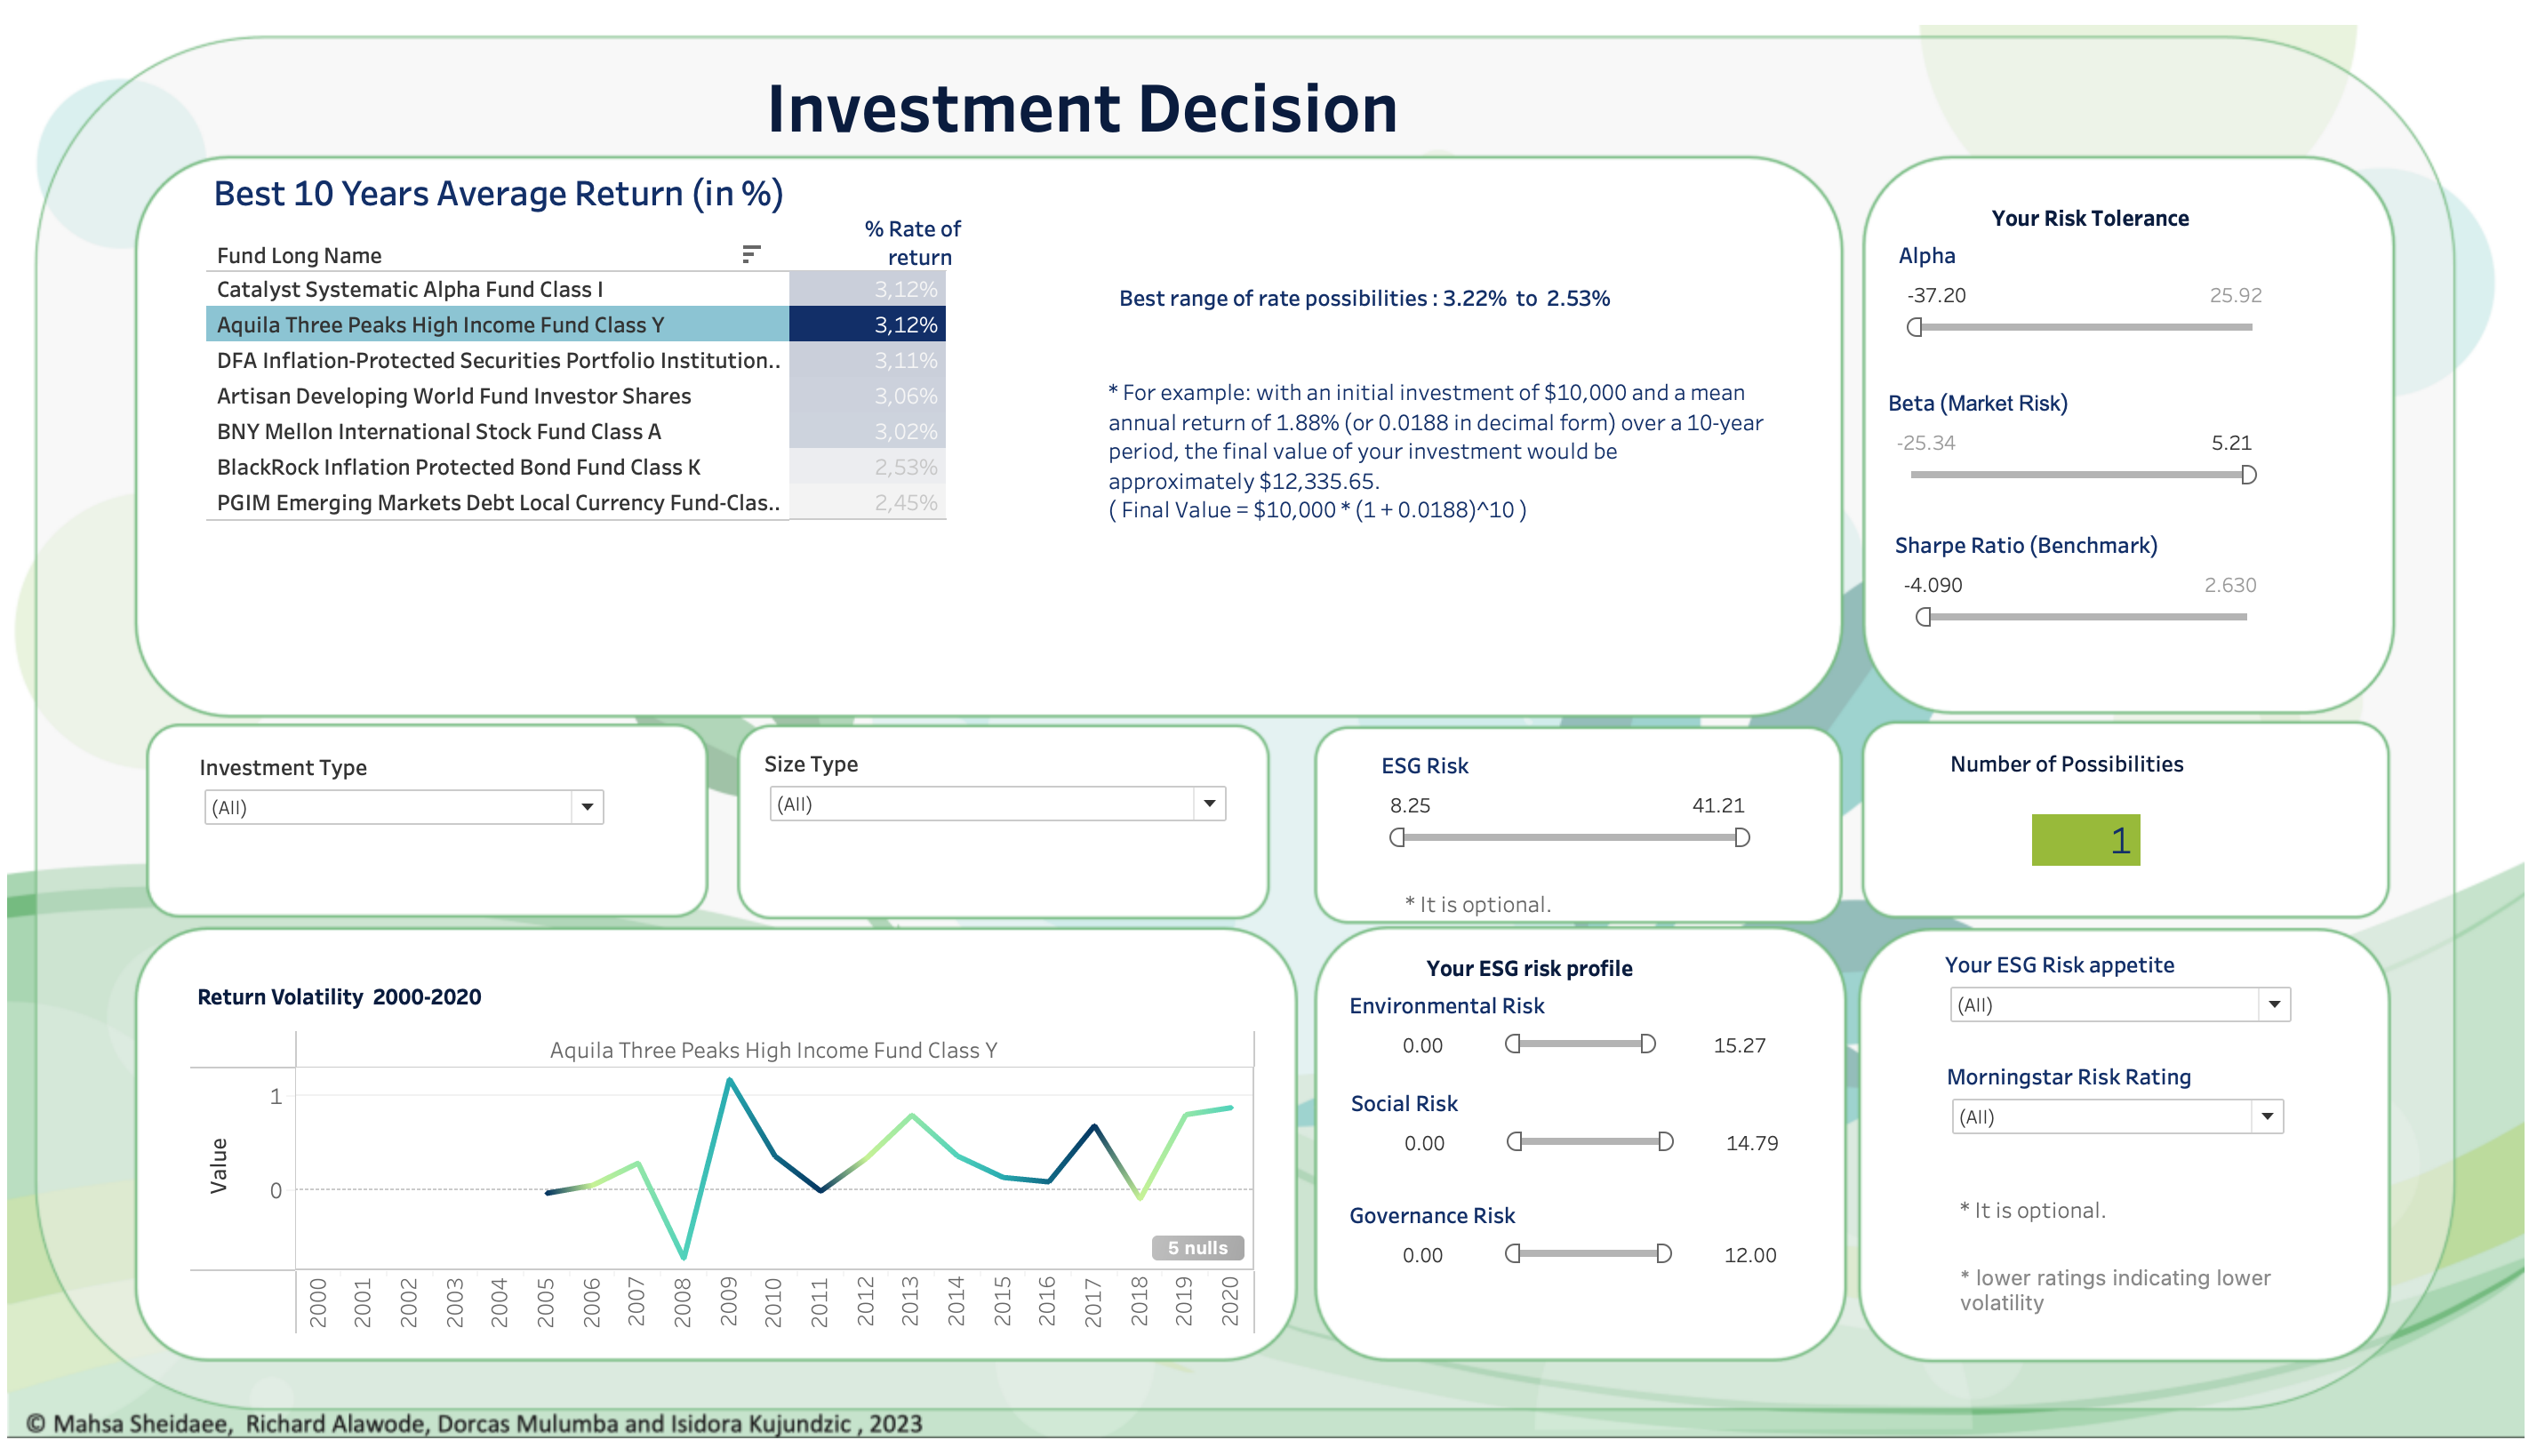 Investment Decision
Best 10 Years Average Return (in %)
Fund Long Name
% Rate of
return
Catalyst Systematic Alpha Fund Class I 3,12%
Aquila Three Peaks High Income Fund Class Y 3,12%
DFA Inflation-Protected Securities Portfolio Institution.. 3,11%
Artisan Developing World Fund Investor Shares 3,06%
BNY Mellon International Stock Fund Class A 3,02%
BlackRock Inflation Protected Bond Fund Class K 2,53%
PGIM Emerging Markets Debt Local Currency Fund-Clas.. 2,45%
Best range of rate possibilities : 3.22% to 2.53%
* For example: with an initial investment of $10,000 and a mean
annual return of 1.88% (or 0.0188 in decimal form) over a 10-year
period, the final value of your investment would be
approximately $12,335.65.
( Final Value = $10,000 * (1 + 0.0188)^10 )
Your Risk Tolerance
Alpha
-37.20 25.92
Beta (Market Risk)
-25.34 5.21
Sharpe Ratio (Benchmark)
-4.090 2.630
Investment Type
(All)
Size Type
(All)
ESG Risk
8.25 41.21
* It is optional.
Number of Possibilities
1
Return Volatility 2000-2020
Aquila Three Peaks High Income Fund Class Y
Value
1
0
5 nulls
2000 2001 2002 2003 2004 2005 2006 2007 2008 2009 2010 2011 2012 2013 2014 2015 2016 2017 2018 2019 2020
Your ESG risk profile
Environmental Risk
0.00 15.27
Social Risk
0.00 14.79
Governance Risk
0.00 12.00
Your ESG Risk appetite
(All)
Morningstar Risk Rating
(All)
* It is optional.
* lower ratings indicating lower
volatility
© Mahsa Sheidaee, Richard Alawode, Dorcas Mulumba and Isidora Kujundzic , 2023